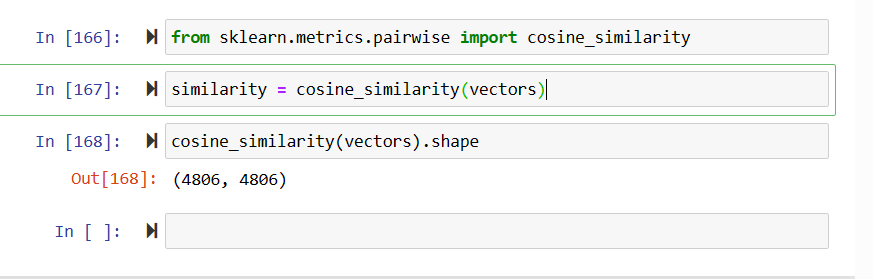 In [166]: from sklearn.metrics.pairwise import cosine_similarity
In [167]: similarity = cosine_similarity(vectors)
In [168]: cosine_similarity(vectors).shape
Out[168]: (4806, 4806)
In [ ]: